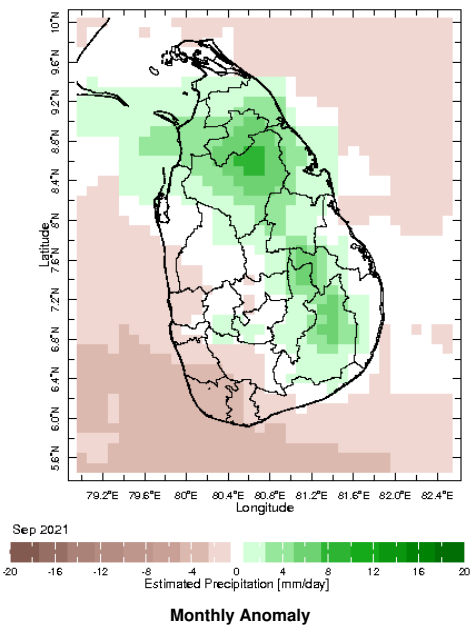 10°N
9.6°N
9.2°N
8.8°N
8.4°N
8°N
7.6°N
7.2°N
6.8°N
6.4°N
6.0°N
5.6°N
Latitude
79.2°E 79.6°E 80°E 80.4°E 80.8°E 81.2°E 81.6°E 82.0°E 82.4°E
Longitude
Sep 2021
-20 -16 -12 -8 -4 0 4 8 12 16 20
Estimated Precipitation [mm/day]
Monthly Anomaly